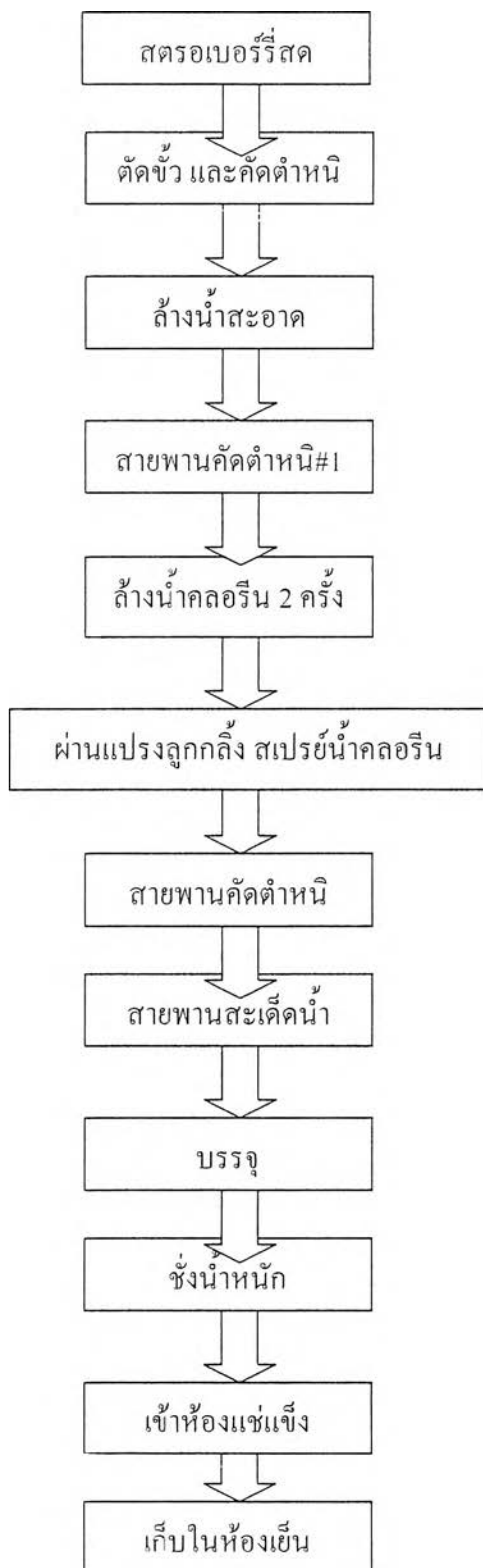 สตรอเบอร์รี่สด
ตัดขั้ว และคัดตำหนิ
ล้างน้ำสะอาด
สายพานคัดตำหนิ#1
ล้างน้ำคลอรีน 2 ครั้ง
ผ่านแปรงลูกกลิ้ง สเปรย์น้ำคลอรีน
สายพานคัดตำหนิ
สายพานสะเด็ดน้ำ
บรรจุ
ชั่งน้ำหนัก
เข้าห้องแช่แข็ง
เก็บในห้องเย็น